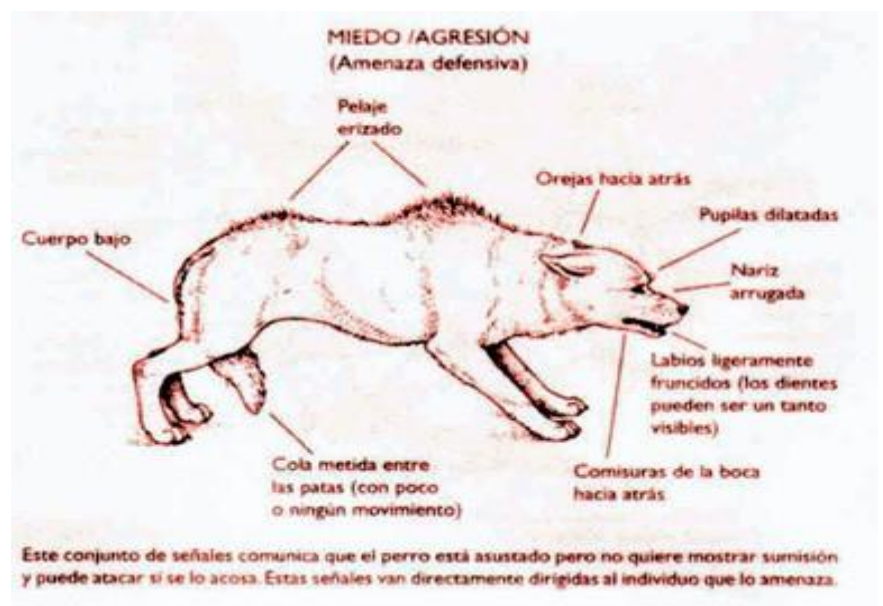 MIEDO /AGRESIÓN
(Amenaza defensiva)
Pelaje
erizado
Orejas hacia atrás
Pupilas dilatadas
Cuerpo bajo
Nariz
arrugada
Labios ligeramente
fruncidos (los dientes
pueden ser un tanto
visibles)
Cola metida entre
las patas (con poco
o ningún movimiento)
Comisuras de la boca
hacia atrás
Este conjunto de señales comunica que el perro está asustado pero no quiere mostrar sumisión
y puede atacar si se lo acosa. Estas señales van directamente dirigidas al individuo que lo amenaza.